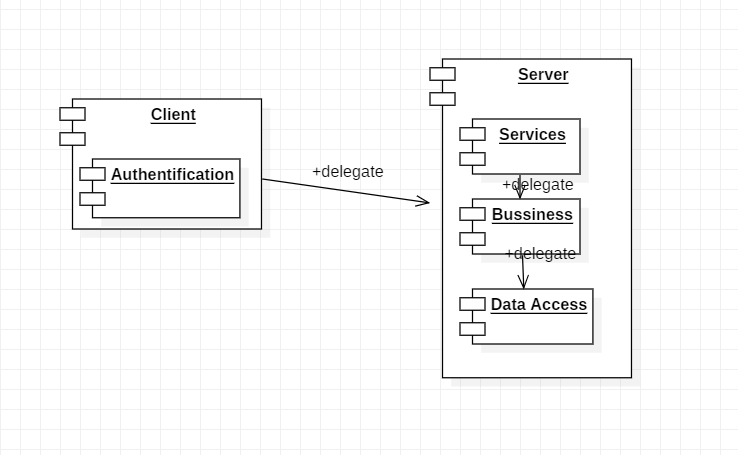 Client
Authentification
+delegate
Server
Services
+delegate
Bussiness
+delegate
Data Access